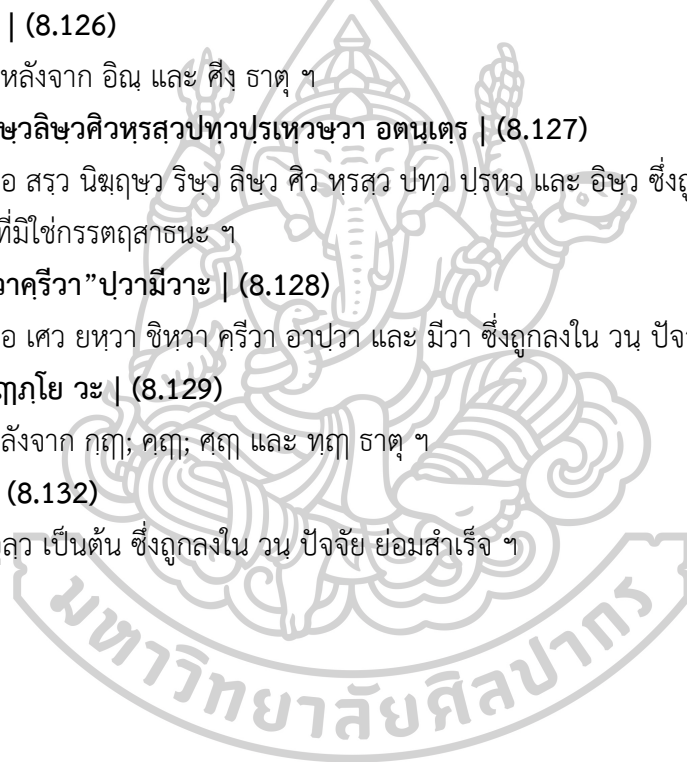 | (8.126)
หลังจาก อิณฺ และ ศีงฺ ธาตุ ฯ
ษฺวลิษฺวศิวหฺรสฺวปทฺวปฺรเหฺวษฺวา อตนฺเตฺร | (8.127)
อ สรฺว นิฆฺฤษฺว ริษฺว ลิษฺว ศิว หฺรสฺว ปทฺว ปฺรหฺว และ อิษฺว ซึ่งถู
ที่มิใช่กรรตฤสาธนะ ฯ
วาคฺรีวา”ปฺวามีวาะ | (8.128)
อ เศว ยหฺวา ชิหฺวา คฺรีวา อาปฺวา และ มีวา ซึ่งถูกลงใน วนฺ ปัจ
ฤๅภฺโย วะ | (8.129)
ลังจาก กฺฤๅ; คฺฤๅ; ศฺฤๅ และ ทฺฤๅ ธาตุ ฯ
(8.132)
ลฺว เป็นต้น ซึ่งถูกลงใน วนฺ ปัจจัย ย่อมสำเร็จ ฯ
มหาวิทยาลัยศิลปากร